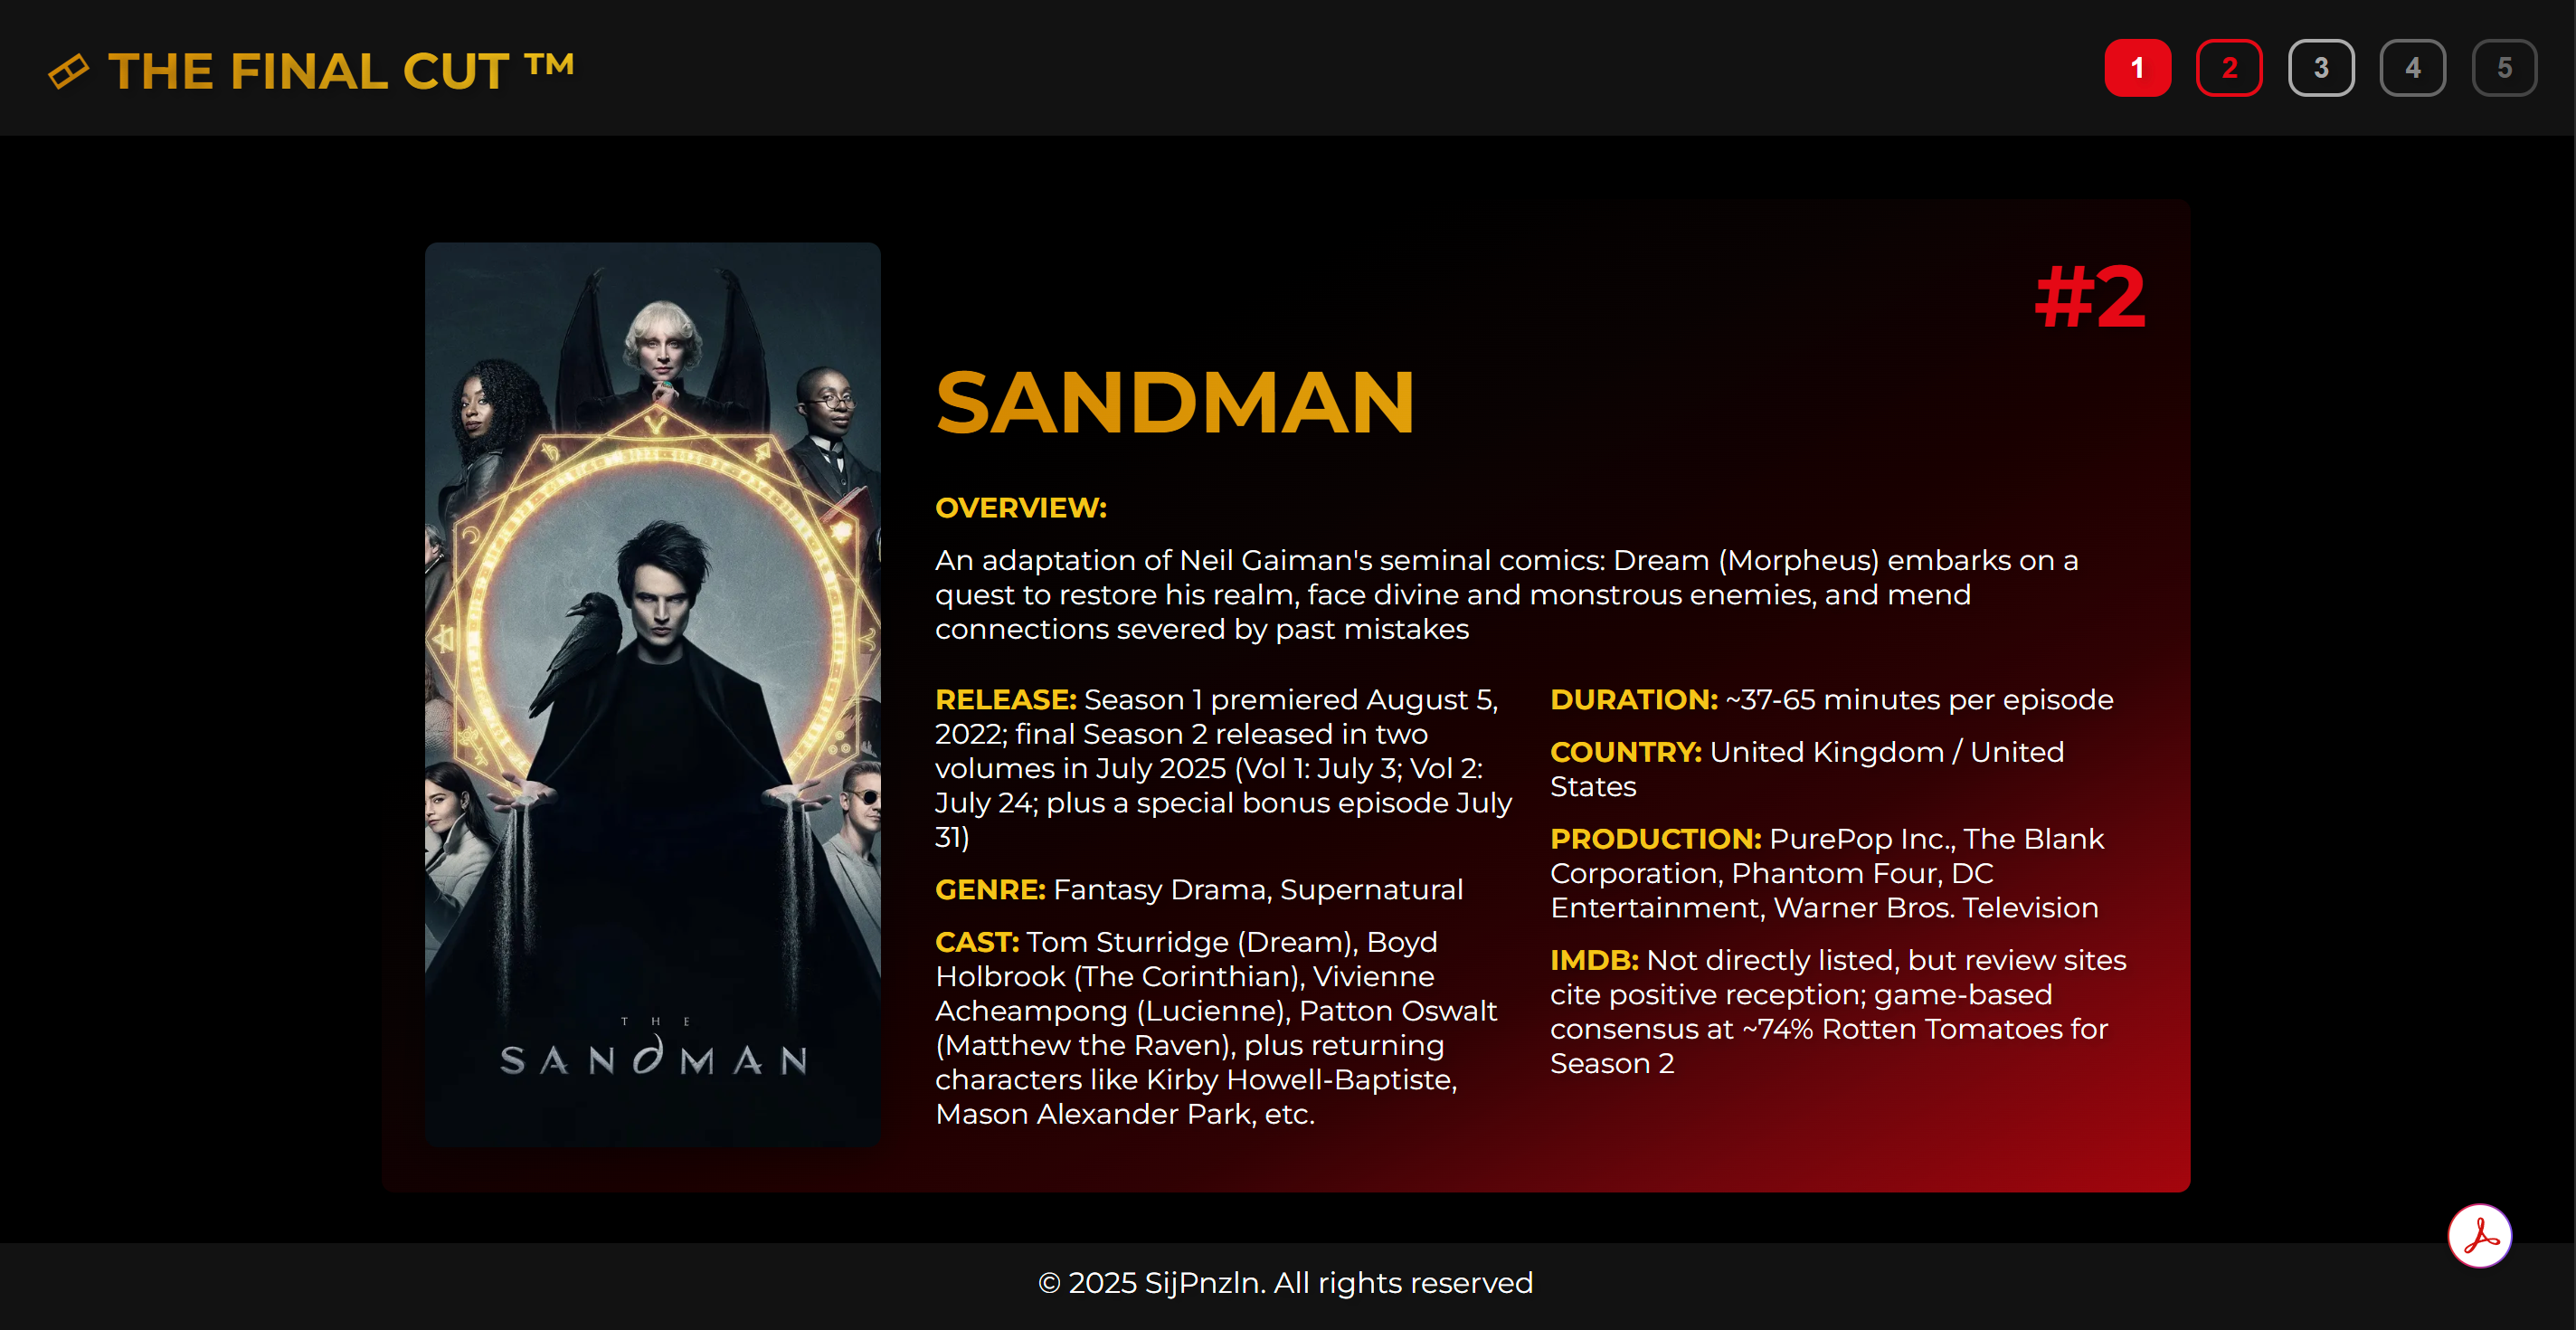 THE FINAL CUT ™
1 2 3 4 5
#2
SANDMAN
OVERVIEW:
An adaptation of Neil Gaiman's seminal comics: Dream (Morpheus) embarks on a
quest to restore his realm, face divine and monstrous enemies, and mend
connections severed by past mistakes
RELEASE: Season 1 premiered August 5,
2022; final Season 2 released in two
volumes in July 2025 (Vol 1: July 3; Vol 2:
July 24; plus a special bonus episode July
31)
GENRE: Fantasy Drama, Supernatural
CAST: Tom Sturridge (Dream), Boyd
Holbrook (The Corinthian), Vivienne
Acheampong (Lucienne), Patton Oswalt
(Matthew the Raven), plus returning
characters like Kirby Howell-Baptiste,
Mason Alexander Park, etc.
DURATION: ~37-65 minutes per episode
COUNTRY: United Kingdom / United
States
PRODUCTION: PurePop Inc., The Blank
Corporation, Phantom Four, DC
Entertainment, Warner Bros. Television
IMDB: Not directly listed, but review sites
cite positive reception; game-based
consensus at ~74% Rotten Tomatoes for
Season 2
THE
SANDMAN
© 2025 SijPnzln. All rights reserved